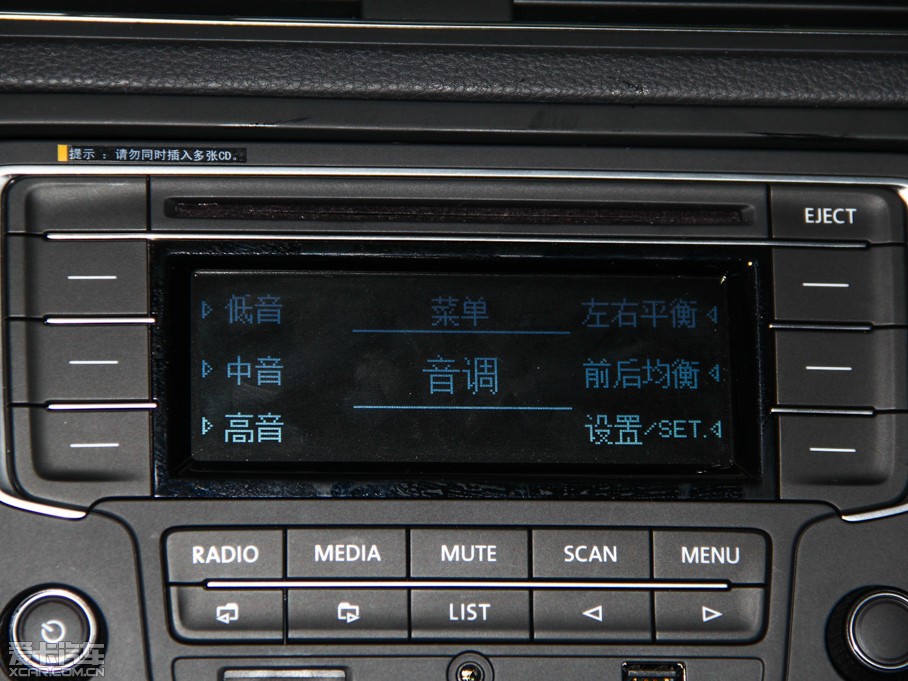 提示：请勿同时插入多张CD。
EJECT
低音 菜单 左右平衡
中音 音调 前后均衡
高音 设置/SET.
RADIO MEDIA MUTE SCAN MENU
LIST
爱卡汽车
XCAR.COM.CN